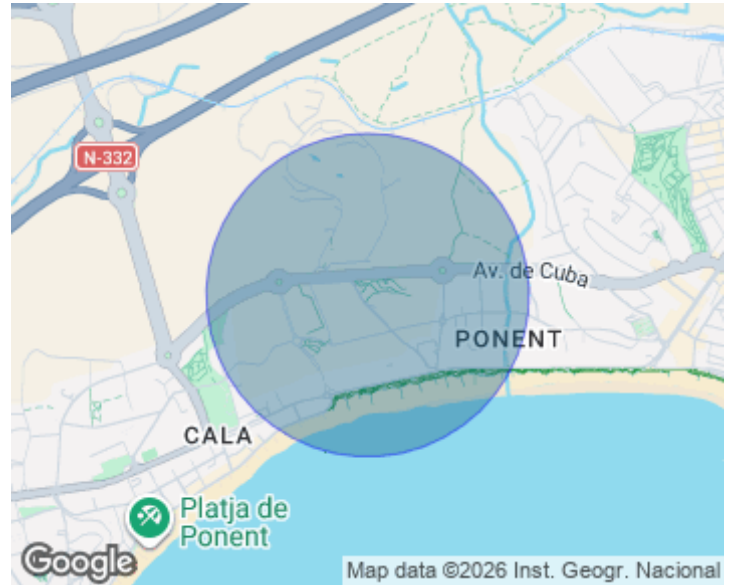 N-332
Av. de Cuba
PONENT
CALA
Platja de
Ponent
Google
Map data ©2026 Inst. Geogr. Nacional